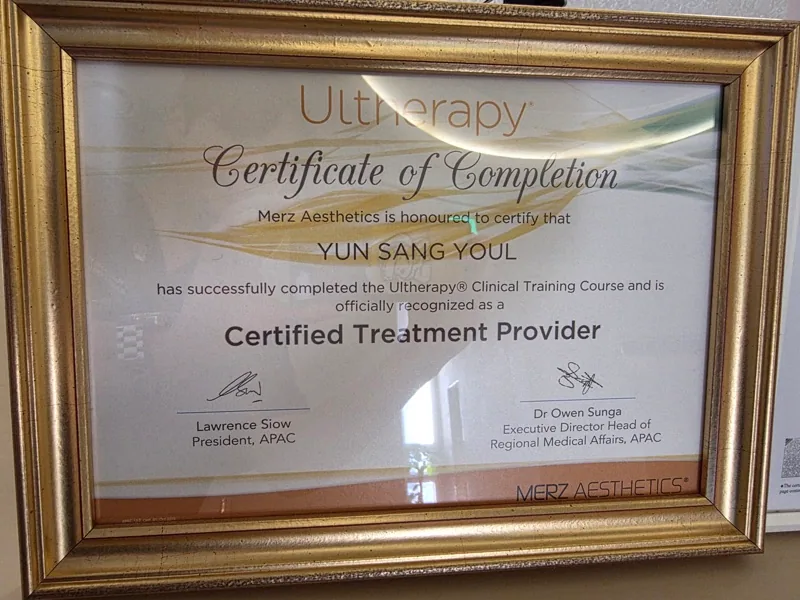 Ultherapy®
Certificate of Completion
Merz Aesthetics is honoured to certify that
YUN SANG YOUL
has successfully completed the Ultherapy® Clinical Training Course and is
officially recognized as a
Certified Treatment Provider
Lawrence Siow
President, APAC
Dr Owen Sunga
Executive Director Head of
Regional Medical Affairs, APAC
MERZ AESTHETICS®